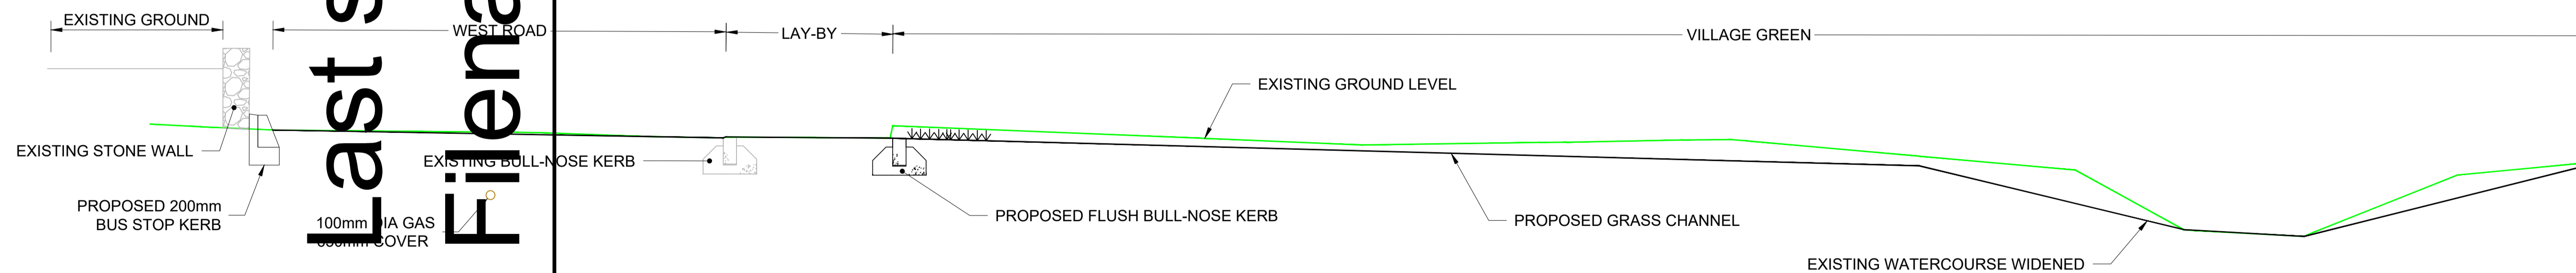 EXISTING GROUND
WEST ROAD
LAY-BY
VILLAGE GREEN
EXISTING GROUND LEVEL
EXISTING STONE WALL
EXISTING BULL-NOSE KERB
PROPOSED 200mm
BUS STOP KERB
100mm DIA GAS
COVER
PROPOSED FLUSH BULL-NOSE KERB
PROPOSED GRASS CHANNEL
EXISTING WATERCOURSE WIDENED
Last s
Filena